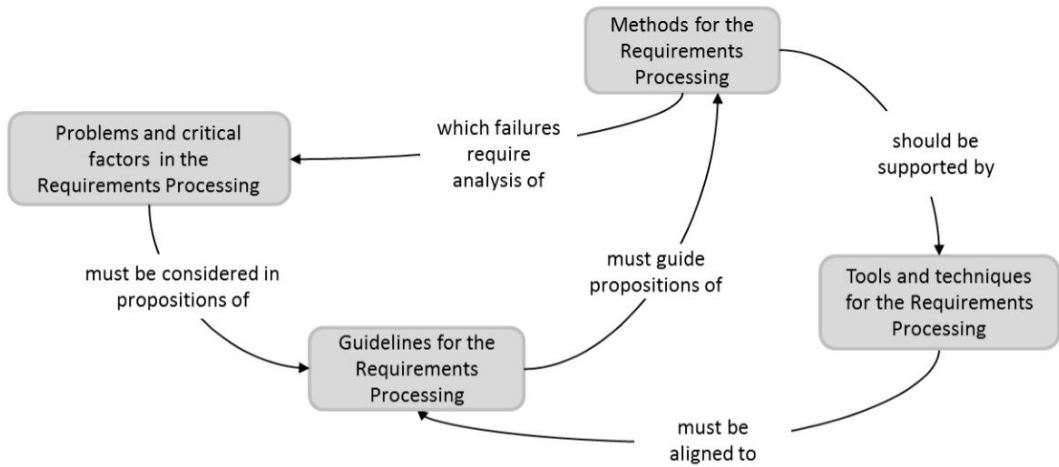 Methods for the
Requirements
Processing
Problems and critical
factors in the
Requirements Processing
which failures
require
analysis of
should be
supported by
must be considered in
propositions of
must guide
propositions of
Tools and techniques
for the Requirements
Processing
Guidelines for the
Requirements
Processing
must be
aligned to